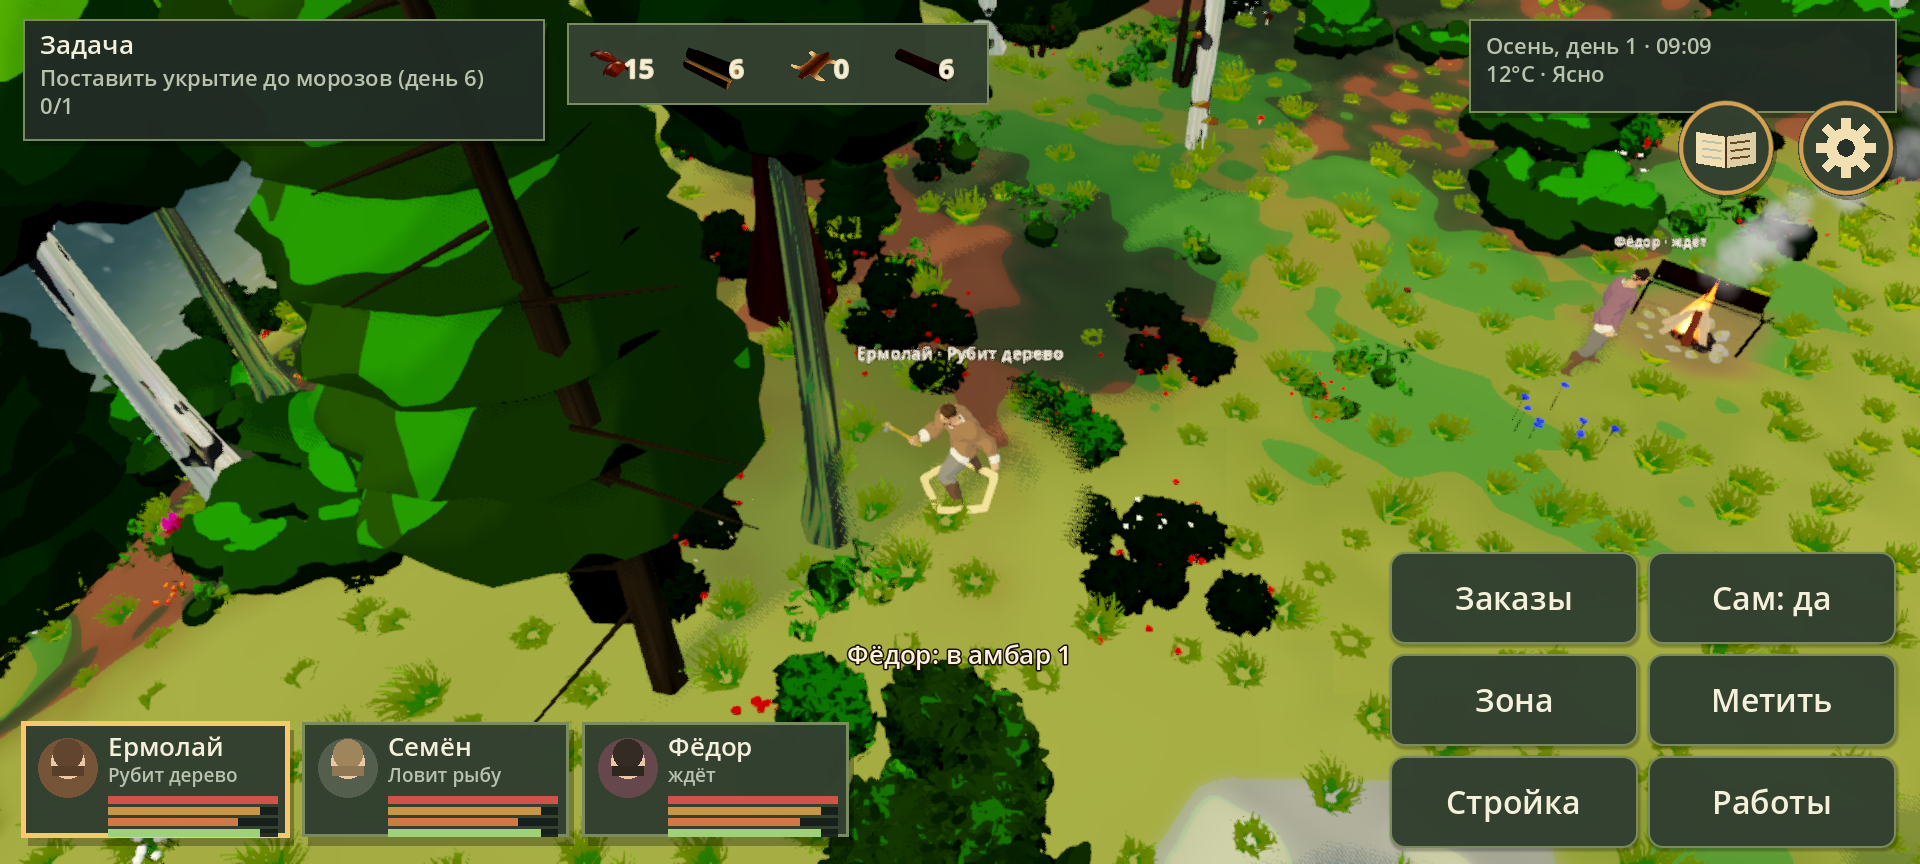 Задача
Поставить укрытие до морозов (день 6)
0/1
15 6 0 6
Осень, день 1 · 09:09
12°C · Ясно
Фёдор · ждёт
Ермолай · Рубит дерево
Фёдор: в амбар 1
Заказы
Сам: да
Зона
Метить
Стройка
Работы
Ермолай
Рубит дерево
Семён
Ловит рыбу
Фёдор
ждёт